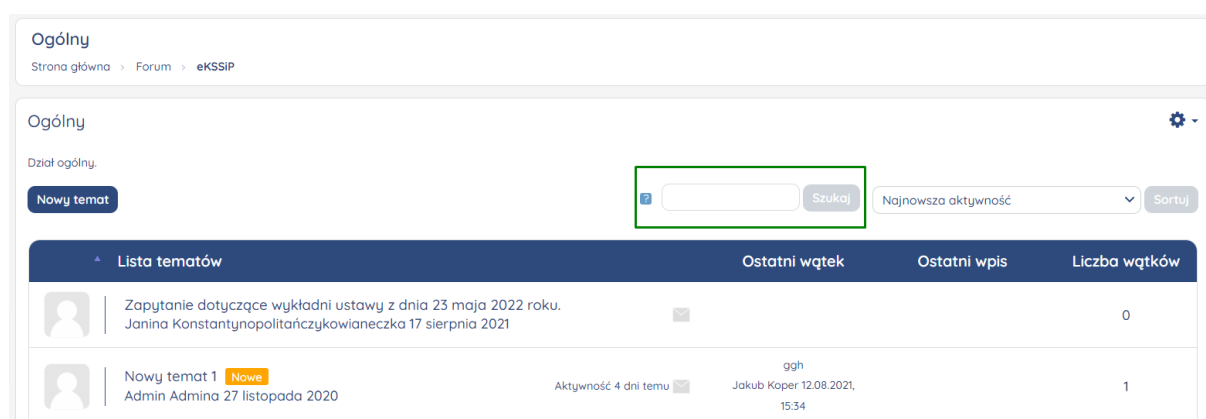 Ogólny
Strona główna > Forum > eKSSiP
Ogólny
Dział ogólny.
Nowy temat
? Szukaj Najnowsza aktywność Sortuj
Lista tematów Ostatni wątek Ostatni wpis Liczba wątków
Zapytanie dotyczące wykładni ustawy z dnia 23 maja 2022 roku.
Janina Konstantynopolitańczykowianeczka 17 sierpnia 2021
0
Nowy temat 1 Nowe
Admin Admina 27 listopada 2020
Aktywność 4 dni temu
ggh
Jakub Koper 12.08.2021,
15:34
1